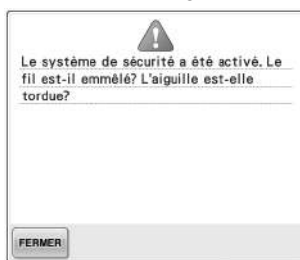 Le système de sécurité a été activé. Le
fil est-il emmêlé? L'aiguille est-elle
tordue?
FERMER